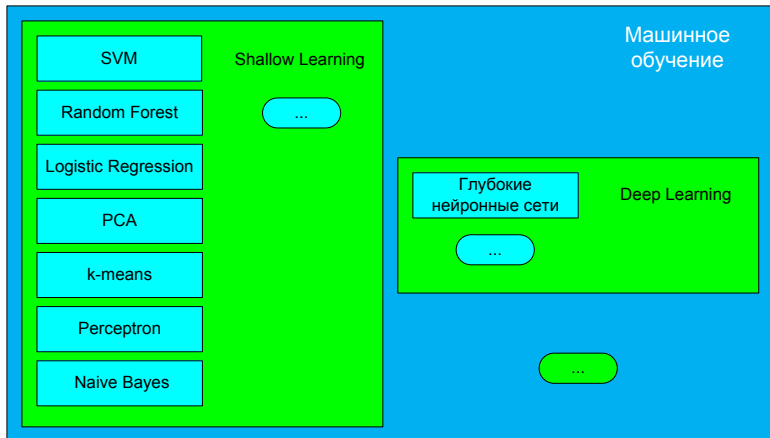 Машинное
обучение
Shallow Learning
SVM
Random Forest
Logistic Regression
PCA
k-means
Perceptron
Naive Bayes
...
Deep Learning
Глубокие
нейронные сети
...
...